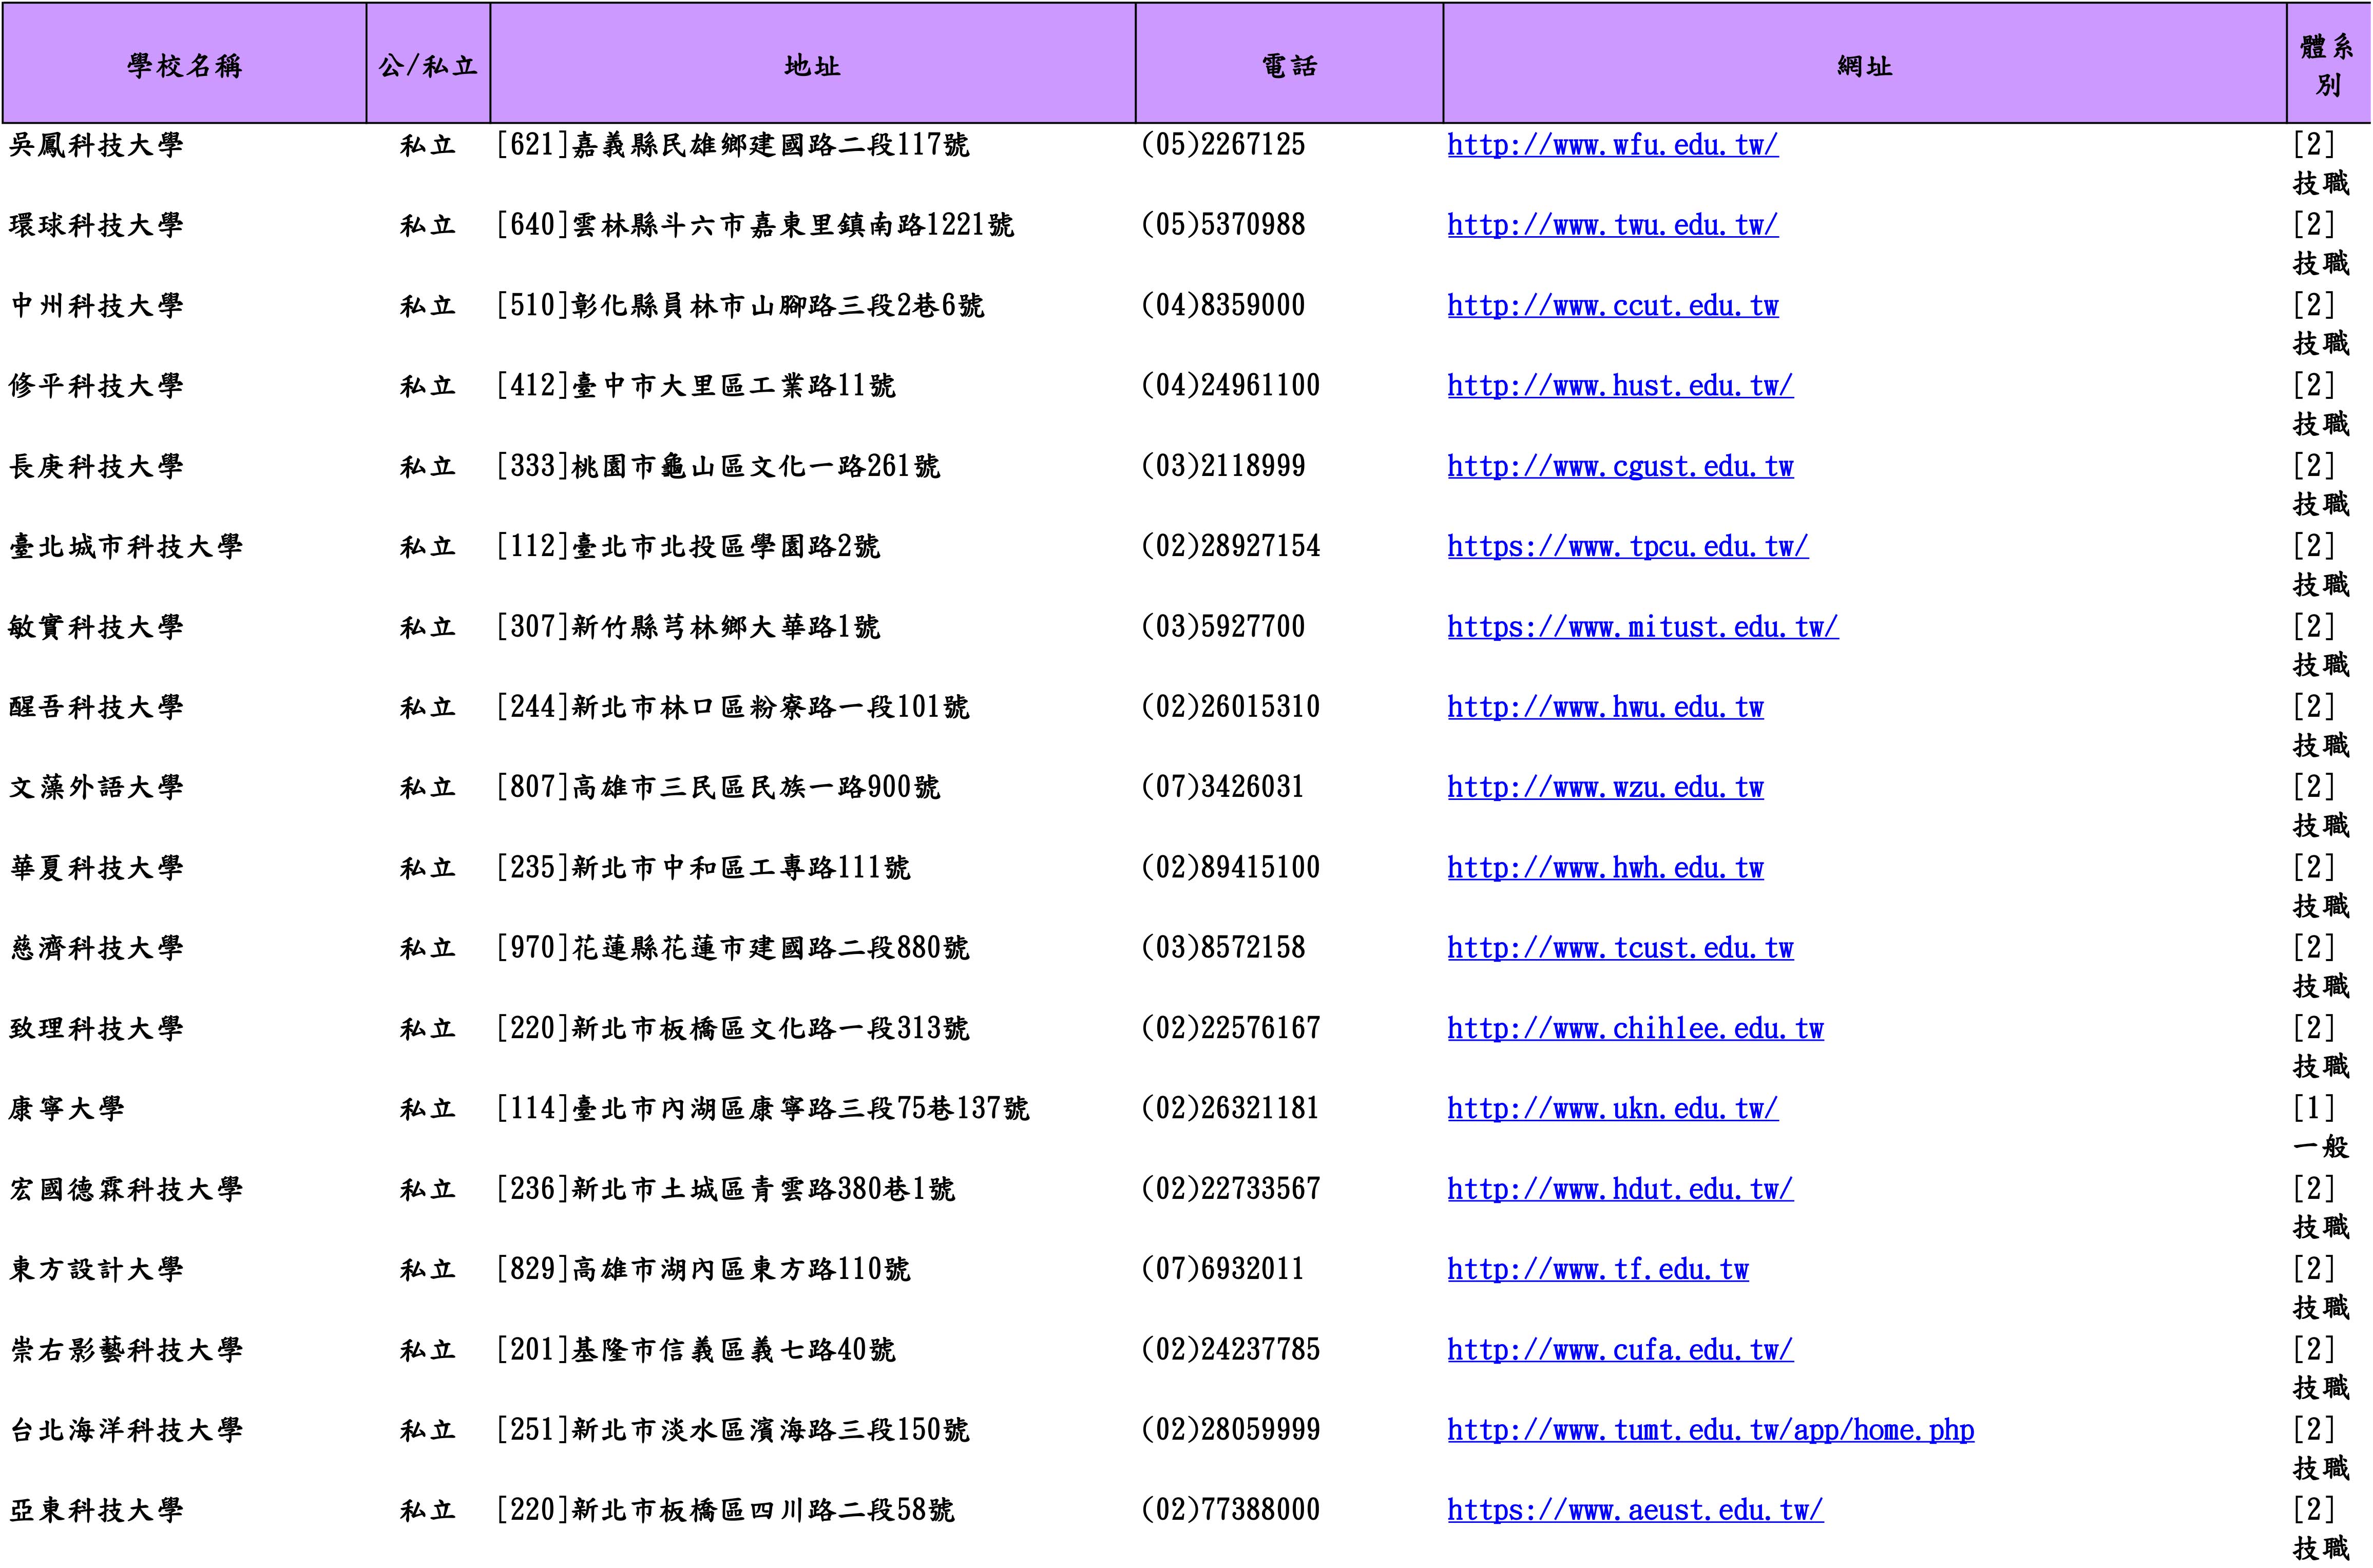 學校名稱 公/私立 地址 電話 網址 體系
別
吳鳳科技大學 私立 [621]嘉義縣民雄鄉建國路二段117號 (05)2267125 http://www.wfu.edu.tw/ [2]
技職
環球科技大學 私立 [640]雲林縣斗六市嘉東里鎮南路1221號 (05)5370988 http://www.twu.edu.tw/ [2]
技職
中州科技大學 私立 [510]彰化縣員林市山腳路三段2巷6號 (04)8359000 http://www.ccut.edu.tw [2]
技職
修平科技大學 私立 [412]臺中市大里區工業路11號 (04)24961100 http://www.hust.edu.tw/ [2]
技職
長庚科技大學 私立 [333]桃園市龜山區文化一路261號 (03)2118999 http://www.cgust.edu.tw [2]
技職
臺北城市科技大學 私立 [112]臺北市北投區學園路2號 (02)28927154 https://www.tpcu.edu.tw/ [2]
技職
敏實科技大學 私立 [307]新竹縣芎林鄉大華路1號 (03)5927700 https://www.mitust.edu.tw/ [2]
技職
醒吾科技大學 私立 [244]新北市林口區粉寮路一段101號 (02)26015310 http://www.hwu.edu.tw [2]
技職
文藻外語大學 私立 [807]高雄市三民區民族一路900號 (07)3426031 http://www.wzu.edu.tw [2]
技職
華夏科技大學 私立 [235]新北市中和區工專路111號 (02)89415100 http://www.hwh.edu.tw [2]
技職
慈濟科技大學 私立 [970]花蓮縣花蓮市建國路二段880號 (03)8572158 http://www.tcust.edu.tw [2]
技職
致理科技大學 私立 [220]新北市板橋區文化路一段313號 (02)22576167 http://www.chihlee.edu.tw [2]
技職
康寧大學 私立 [114]臺北市內湖區康寧路三段75巷137號 (02)26321181 http://www.ukn.edu.tw/ [1]
一般
宏國德霖科技大學 私立 [236]新北市土城區青雲路380巷1號 (02)22733567 http://www.hdut.edu.tw/ [2]
技職
東方設計大學 私立 [829]高雄市湖內區東方路110號 (07)6932011 http://www.tf.edu.tw [2]
技職
崇右影藝科技大學 私立 [201]基隆市信義區義七路40號 (02)24237785 http://www.cufa.edu.tw/ [2]
技職
台北海洋科技大學 私立 [251]新北市淡水區濱海路三段150號 (02)28059999 http://www.tumt.edu.tw/app/home.php [2]
技職
亞東科技大學 私立 [220]新北市板橋區四川路二段58號 (02)77388000 https://www.aeust.edu.tw/ [2]
技職